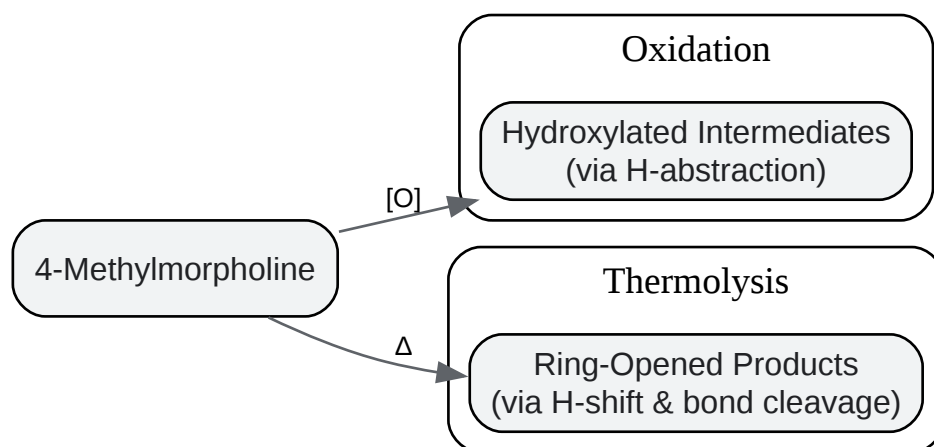 Oxidation
Hydroxylated Intermediates
(via H-abstraction)
[O]
4-Methylmorpholine
Thermolysis
Δ
Ring-Opened Products
(via H-shift & bond cleavage)